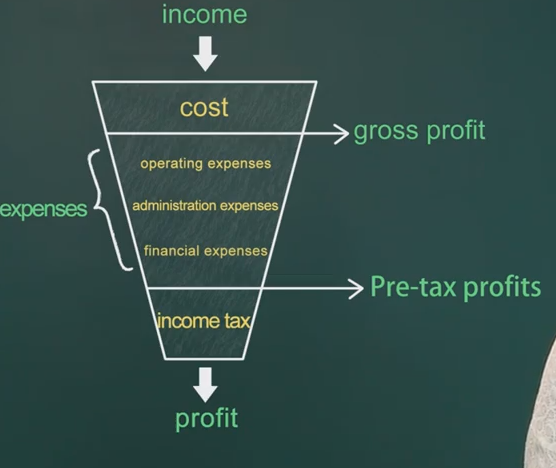 income
cost
gross profit
operating expenses
expenses
administration expenses
financial expenses
Pre-tax profits
income tax
profit